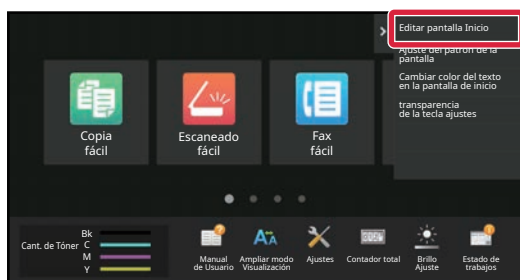 Editar pantalla Inicio
Ajuste del patrón de la
pantalla
Cambiar color del texto
en la pantalla de inicio
transparencia
de la tecla ajustes
Copia
fácil
Escaneado
fácil
Fax
fácil
Cant. de Tóner
Bk
C
M
Y
Manual
de Usuario
Ampliar modo
Visualización
Ajustes
Contador total
Brillo
Ajuste
Estado de
trabajos